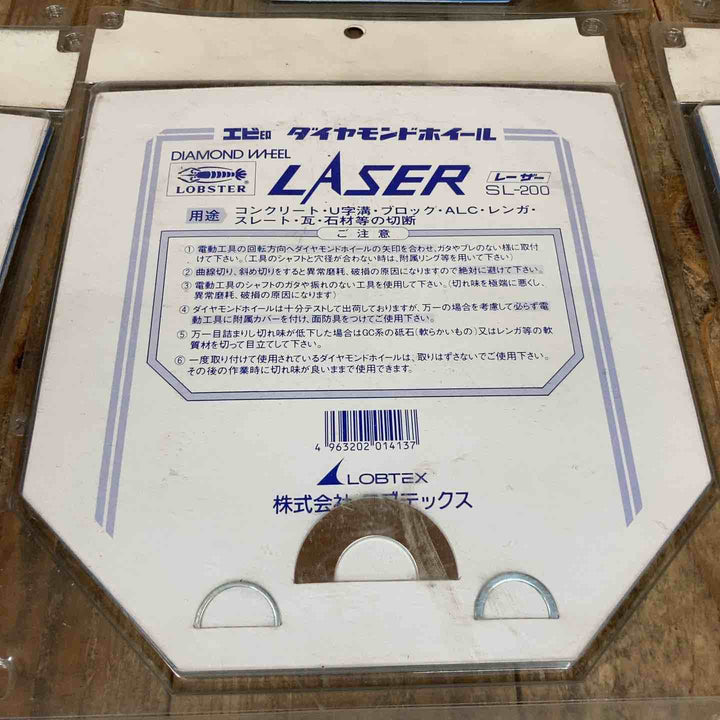 エビ印 ダイヤモンドホイール
DIAMOND WHEEL
LOBSTER
LASER
レーザー
SL-200
用途 コンクリート・U字溝・ブロック・ALC・レンガ・
スレート・瓦・石材等の切断
ご注意
① 電動工具の回転方向へダイヤモンドホイールの矢印を合わせ、ガタやブレのない様に取付
けて下さい。(工具のシャフトと穴径が合わない時は、附属リング等を用いて下さい)
② 曲線切り、斜め切りをすると異常磨耗、破損の原因になりますので絶対に避けて下さい。
③ 電動工具のシャフトのガタや振れのない工具を使用して下さい。(切れ味を極端に悪くし、
異常磨耗、破損の原因になります)
④ ダイヤモンドホイールは十分テストして出荷しておりますが、万一の場合を考慮して必らず電
動工具に附属カバーを付け、面防具をつけてご使用下さい。
⑤ 万一目詰まりし切れ味が低下した場合はGC系の砥石(軟らかいもの)又はレンガ等の軟
質材を切って目立てして下さい。
⑥ 一度取り付けて使用されているダイヤモンドホイールは、取りはずさないでご使用下さい。
その後の作業時に切れ味が良いままで使用できます。
4 963202 014137
LOBTEX
株式会社 ロブテックス